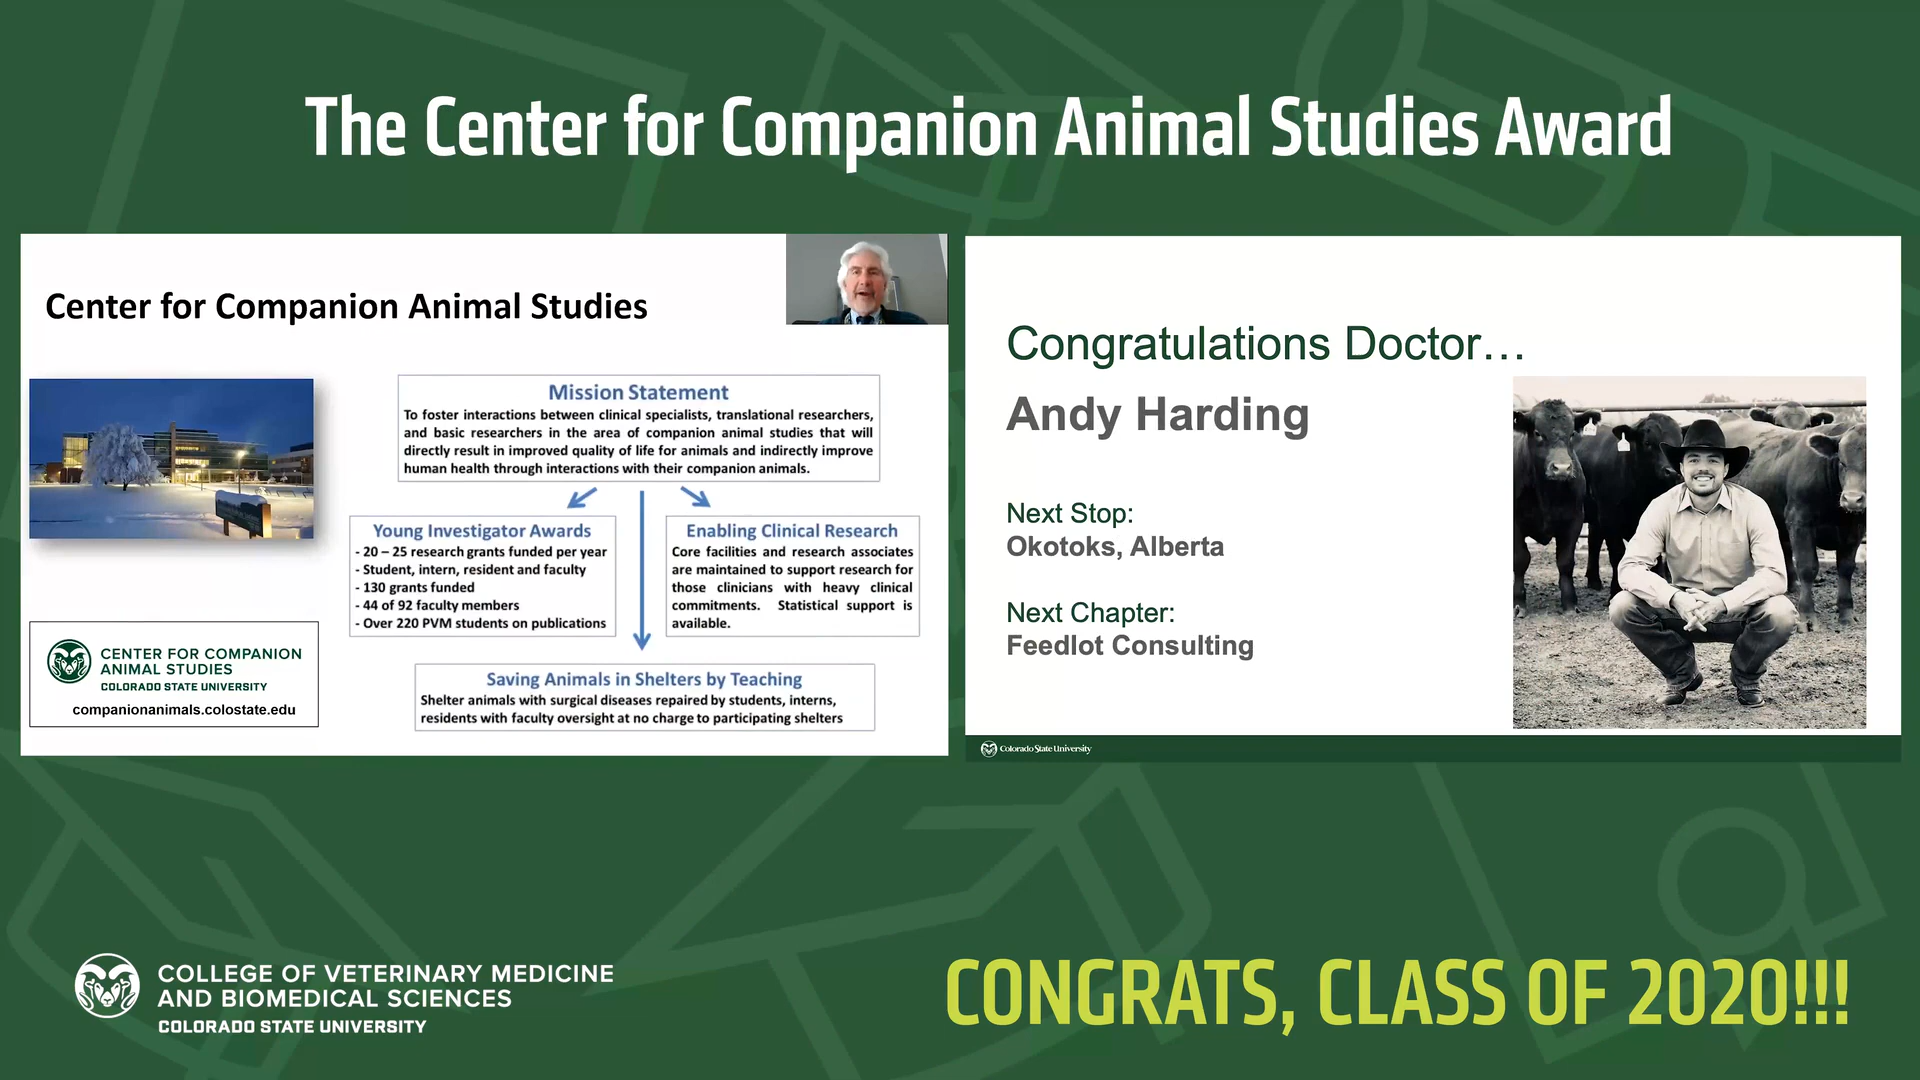 The Center for Companion Animal Studies Award
Center for Companion Animal Studies
Mission Statement
To foster interactions between clinical specialists, translational researchers,
and basic researchers in the area of companion animal studies that will
directly result in improved quality of life for animals and indirectly improve
human health through interactions with their companion animals.
Young Investigator Awards
- 20 – 25 research grants funded per year
- Student, intern, resident and faculty
- 130 grants funded
- 44 of 92 faculty members
- Over 220 PVM students on publications
Enabling Clinical Research
Core facilities and research associates
are maintained to support research for
those clinicians with heavy clinical
commitments. Statistical support is
available.
Saving Animals in Shelters by Teaching
Shelter animals with surgical diseases repaired by students, interns,
residents with faculty oversight at no charge to participating shelters
CENTER FOR COMPANION
ANIMAL STUDIES
COLORADO STATE UNIVERSITY
companionanimals.colostate.edu
Congratulations Doctor…
Andy Harding
Next Stop:
Okotoks, Alberta
Next Chapter:
Feedlot Consulting
Colorado State University
COLLEGE OF VETERINARY MEDICINE
AND BIOMEDICAL SCIENCES
COLORADO STATE UNIVERSITY
CONGRATS, CLASS OF 2020!!!